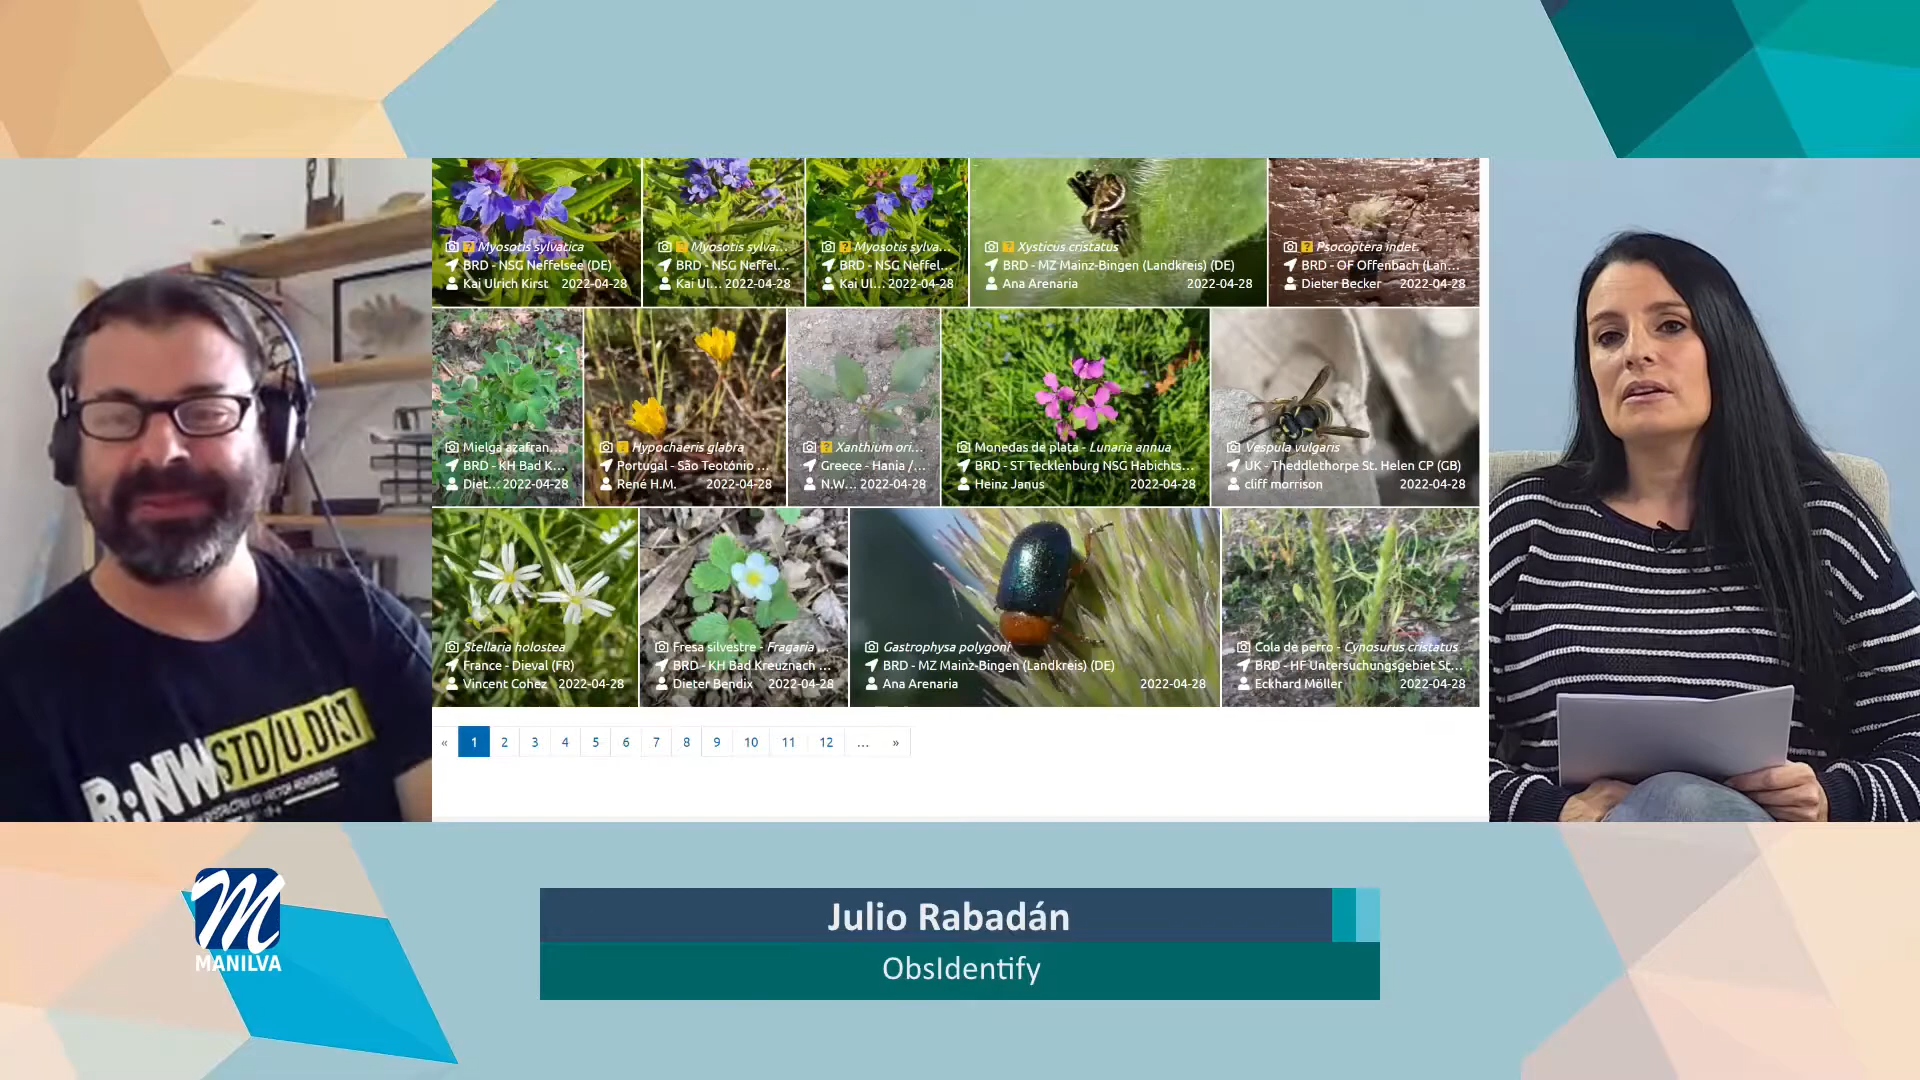 Myosotis sylvatica
BRD - NSG Neffelsee (DE)
Kai Ulrich Kirst 2022-04-28
Myosotis sylva...
BRD - NSG Neffel...
Kai Ul... 2022-04-28
Myosotis sylva...
BRD - NSG Neffel...
Kai Ul... 2022-04-28
Xysticus cristatus
BRD - MZ Mainz-Bingen (Landkreis) (DE)
Ana Arenaria 2022-04-28
Psocoptera indet.
BRD - OF Offenbach (Lan...
Dieter Becker 2022-04-28
Mielga azafran...
BRD - KH Bad K...
Diet... 2022-04-28
Hypochaeris glabra
Portugal - São Teotónio ...
René H.M. 2022-04-28
Xanthium ori...
Greece - Hania /...
N.W... 2022-04-28
Monedas de plata - Lunaria annua
BRD - ST Tecklenburg NSG Habichts...
Heinz Janus 2022-04-28
Vespula vulgaris
UK - Theddlethorpe St. Helen CP (GB)
cliff morrison 2022-04-28
Stellaria holostea
France - Dieval (FR)
Vincent Cohez 2022-04-28
Fresa silvestre - Fragaria ...
BRD - KH Bad Kreuznach ...
Dieter Bendix 2022-04-28
Gastrophysa polygoni
BRD - MZ Mainz-Bingen (Landkreis) (DE)
Ana Arenaria 2022-04-28
Cola de perro - Cynosurus cristatus
BRD - HF Untersuchungsgebiet St...
Eckhard Möller 2022-04-28
« 1 2 3 4 5 6 7 8 9 10 11 12 ... »
MANILVA
Julio Rabadán
ObsIdentify